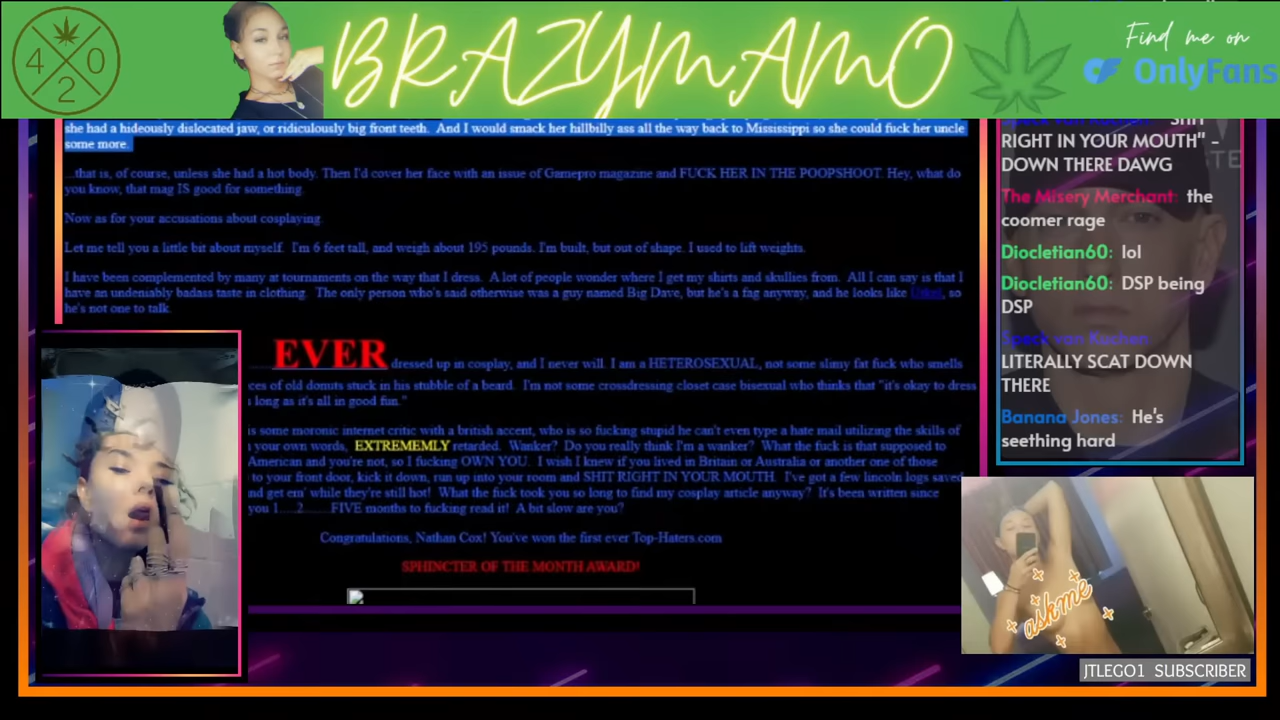 420
BRAZYMAMO
Find me on
OnlyFans
she had a hideously dislocated jaw, or ridiculously big front teeth. And I would smack her hillbilly ass all the way back to Mississippi so she could fuck her uncle
some more.
...that is, of course, unless she had a hot body. Then I'd cover her face with an issue of Gamepro magazine and FUCK HER IN THE POOPSHOOT. Hey, what do
you know, that mag IS good for something.
Now as for your accusations about cosplaying.
Let me tell you a little bit about myself. I'm 6 feet tall, and weigh about 195 pounds. I'm built, but out of shape. I used to lift weights.
I have been complemented by many at tournaments on the way that I dress. A lot of people wonder where I get my shirts and skullies from. All I can say is that I
have an undeniably badass taste in clothing. The only person who's said otherwise was a guy named Big Dave, but he's a fag anyway, and he looks like so
he's not one to talk.
EVER dressed up in cosplay, and I never will. I am a HETEROSEXUAL, not some slimy fat fuck who smells
ces of old donuts stuck in his stubble of a beard. I'm not some crossdressing closet case bisexual who thinks that "it's okay to dress
long as it's all in good fun."
is some moronic internet critic with a british accent, who is so fucking stupid he can't even type a hate mail utilizing the skills of
your own words, EXTREMEMLY retarded. Wanker? Do you really think I'm a wanker? What the fuck is that supposed to
American and you're not, so I fucking OWN YOU. I wish I knew if you lived in Britain or Australia or another one of those
to your front door, kick it down, run up into your room and SHIT RIGHT IN YOUR MOUTH. I've got a few lincoln logs saved
nd get em' while they're still hot! What the fuck took you so long to find my cosplay article anyway? It's been written since
you 1....2........FIVE months to fucking read it! A bit slow are you?
Congratulations, Nathan Cox! You've won the first ever Top-Haters.com
SPHINCTER OF THE MONTH AWARD!
RIGHT IN YOUR MOUTH" -
DOWN THERE DAWG
The Misery Merchant: the
coomer rage
Diocletian60: lol
Diocletian60: DSP being
DSP
Speck van Kachen:
LITERALLY SCAT DOWN
THERE
Banana Jones: He's
seething hard
askme
JTLEGO1 SUBSCRIBER